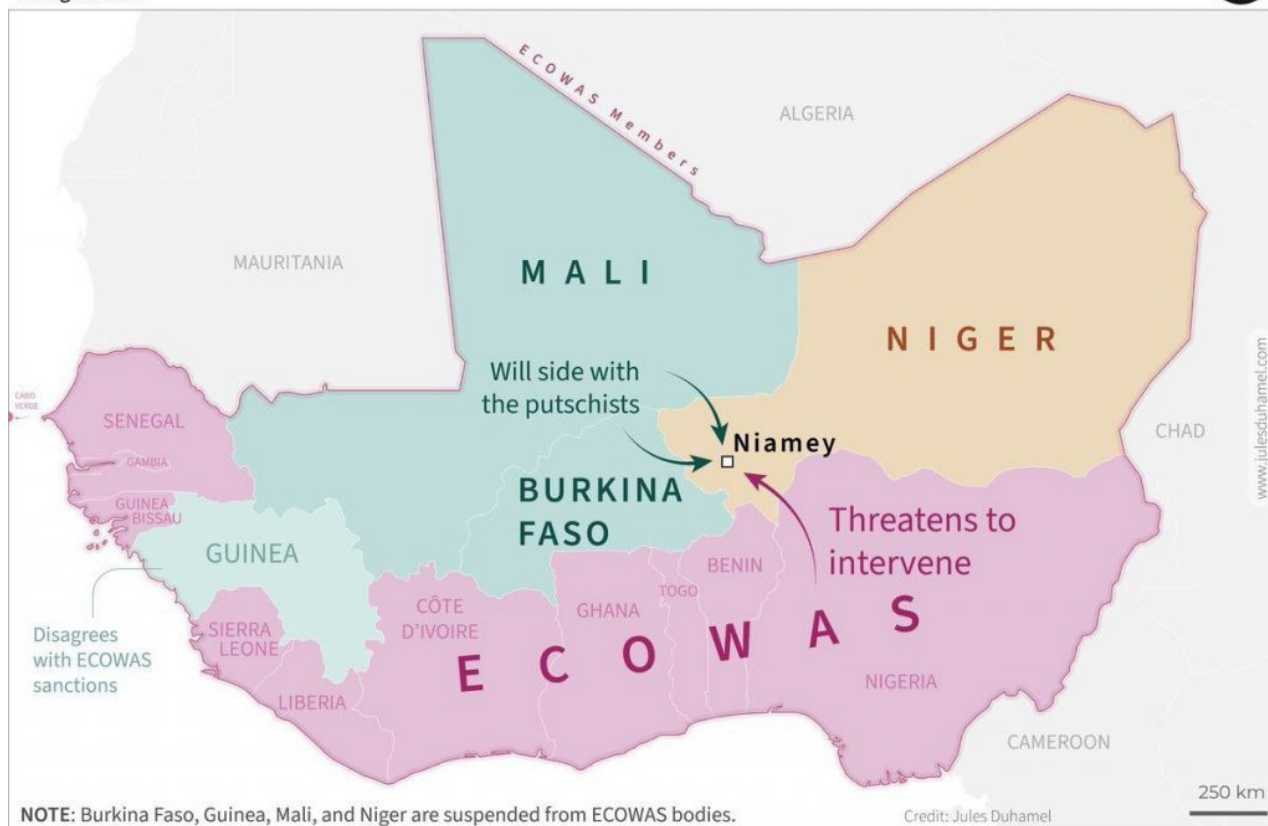 ECOWAS Members
ALGERIA
MAURITANIA
MALI
NIGER
www.julesduhamel.com
Will side with
the putschists
CABO
VERGE
SENEGAL
Niamey
CHAD
GAMBIA
GUINEA
BISSAU
BURKINA
FASO
Threatens to
intervene
GUINEA
BENIN
TOGO
CÔTE
D'IVOIRE
GHANA
Disagrees
with ECOWAS
sanctions
SIERRA
LEONE
ECOWAS
LIBERIA
NIGERIA
CAMEROON
250 km
NOTE: Burkina Faso, Guinea, Mali, and Niger are suspended from ECOWAS bodies.
Credit: Jules Duhamel